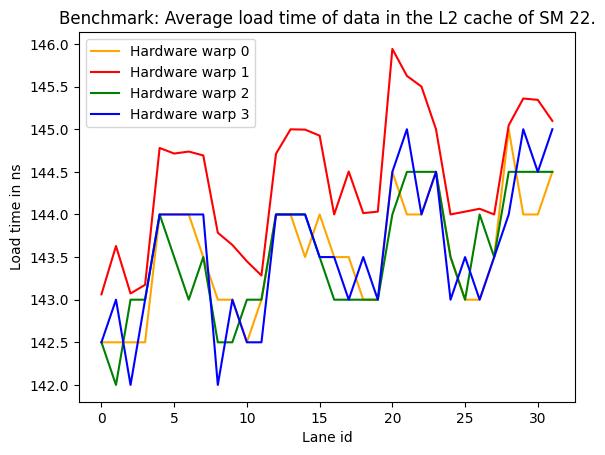 Benchmark: Average load time of data in the L2 cache of SM 22.
Hardware warp 0
Hardware warp 1
Hardware warp 2
Hardware warp 3
Load time in ns
146.0
145.5
145.0
144.5
144.0
143.5
143.0
142.5
142.0
0 5 10 15 20 25 30
Lane id